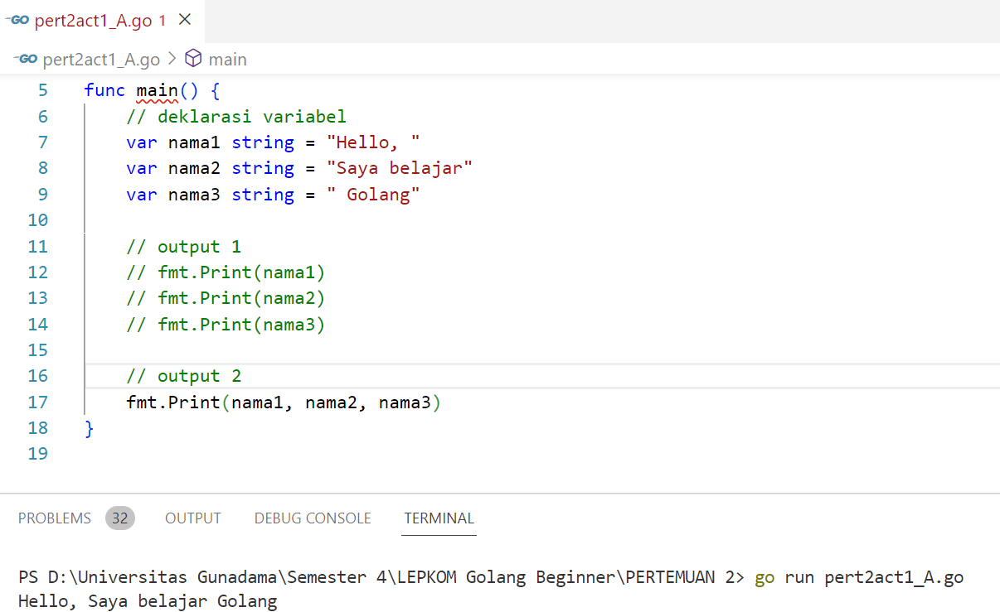 GO pert2act1_A.go 1 ×
GO pert2act1_A.go > main
5 func main() {
6     // deklarasi variabel
7     var nama1 string = "Hello, "
8     var nama2 string = "Saya belajar"
9     var nama3 string = " Golang"
10
11     // output 1
12     // fmt.Print(nama1)
13     // fmt.Print(nama2)
14     // fmt.Print(nama3)
15
16     // output 2
17     fmt.Print(nama1, nama2, nama3)
18 }
19
PROBLEMS 32 OUTPUT DEBUG CONSOLE TERMINAL
PS D:\Universitas Gunadama\Semester 4\LEPKOM Golang Beginner\PERTEMUAN 2> go run pert2act1_A.go
Hello, Saya belajar Golang